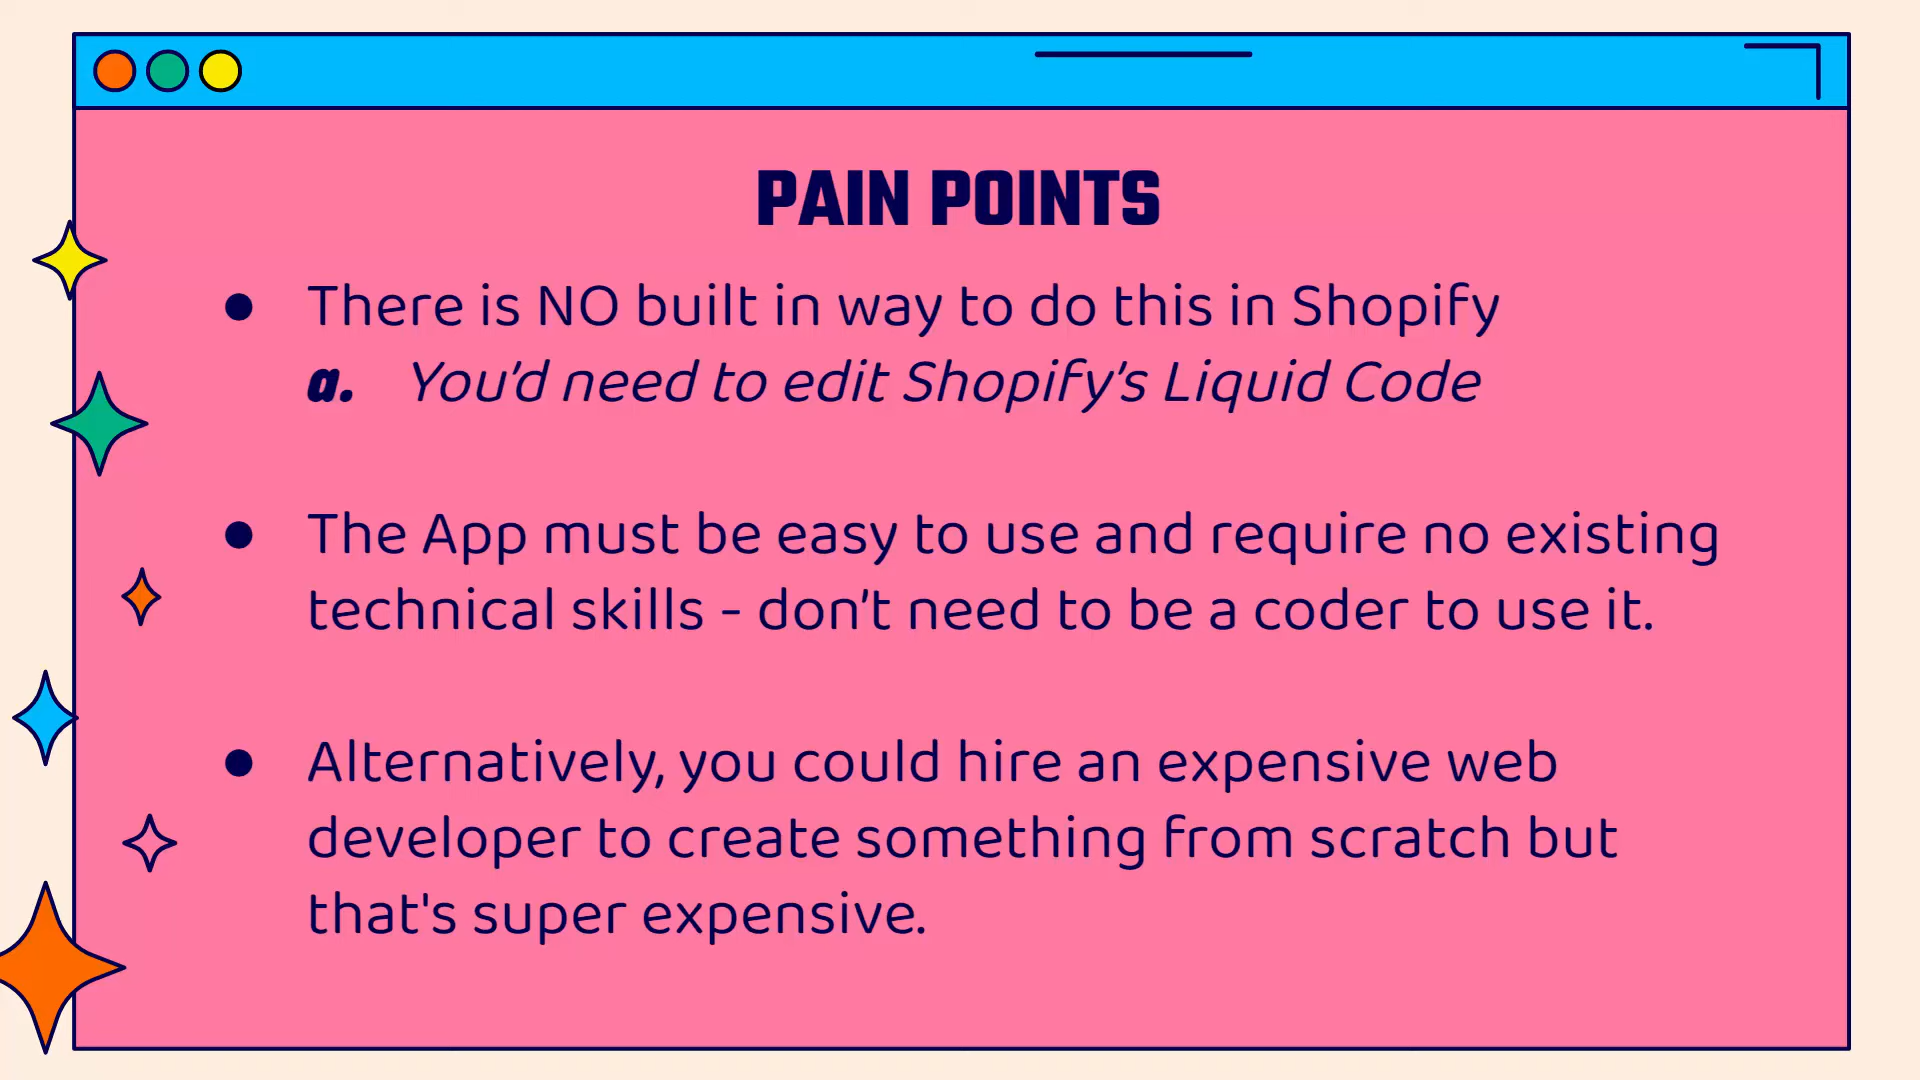 PAIN POINTS
● There is NO built in way to do this in Shopify
a. You'd need to edit Shopify's Liquid Code
● The App must be easy to use and require no existing
technical skills - don't need to be a coder to use it.
● Alternatively, you could hire an expensive web
developer to create something from scratch but
that's super expensive.